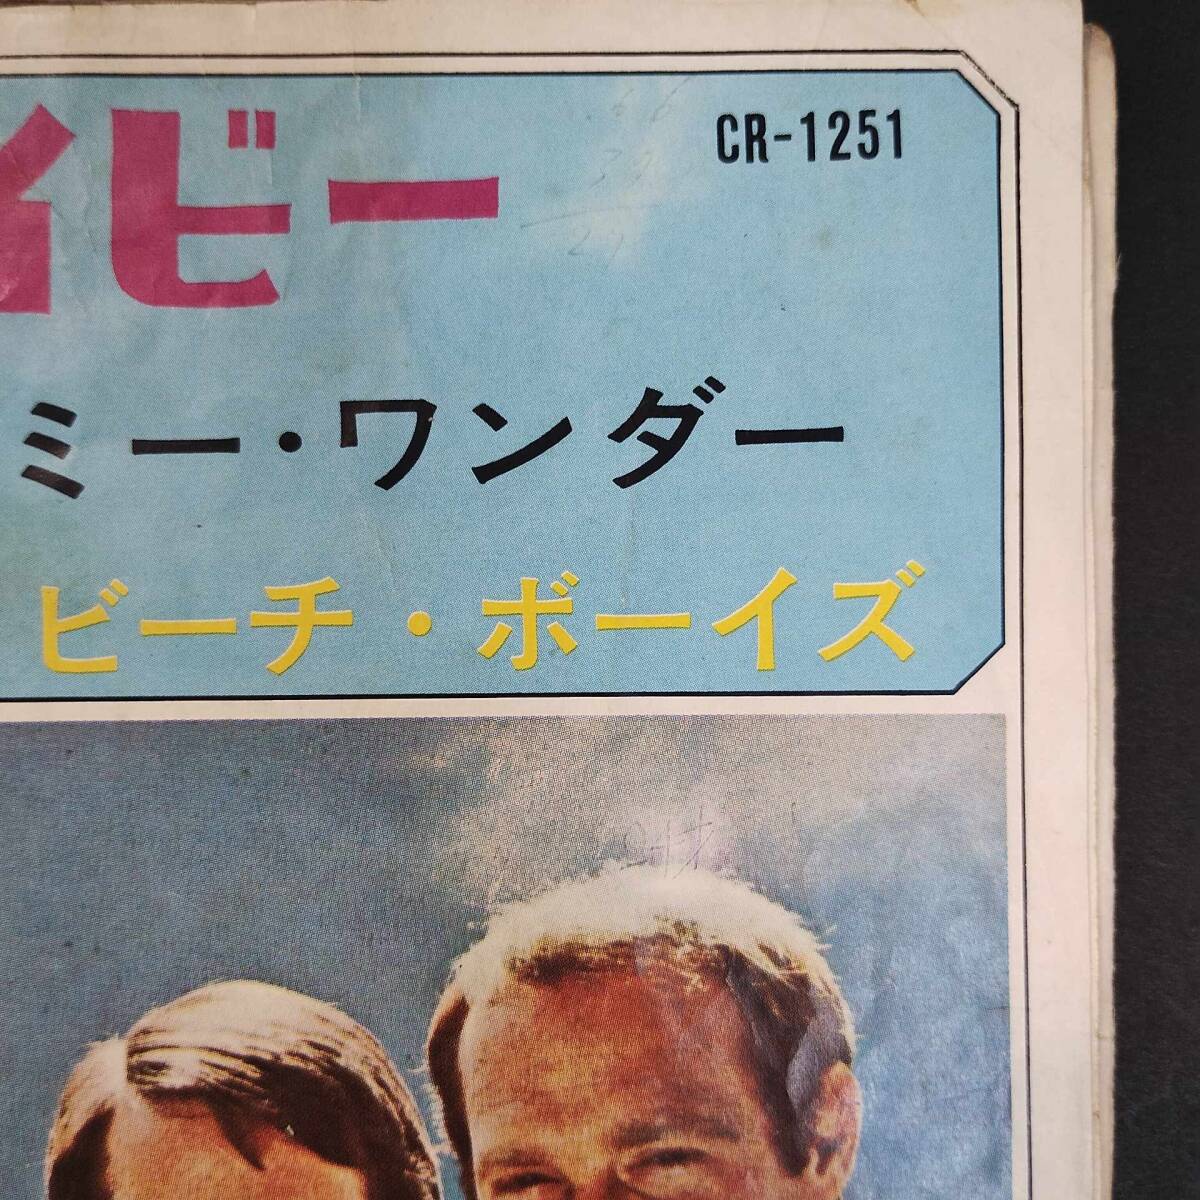 イビー
CR-1251
ミー・ワンダー
ビーチ・ボーイズ